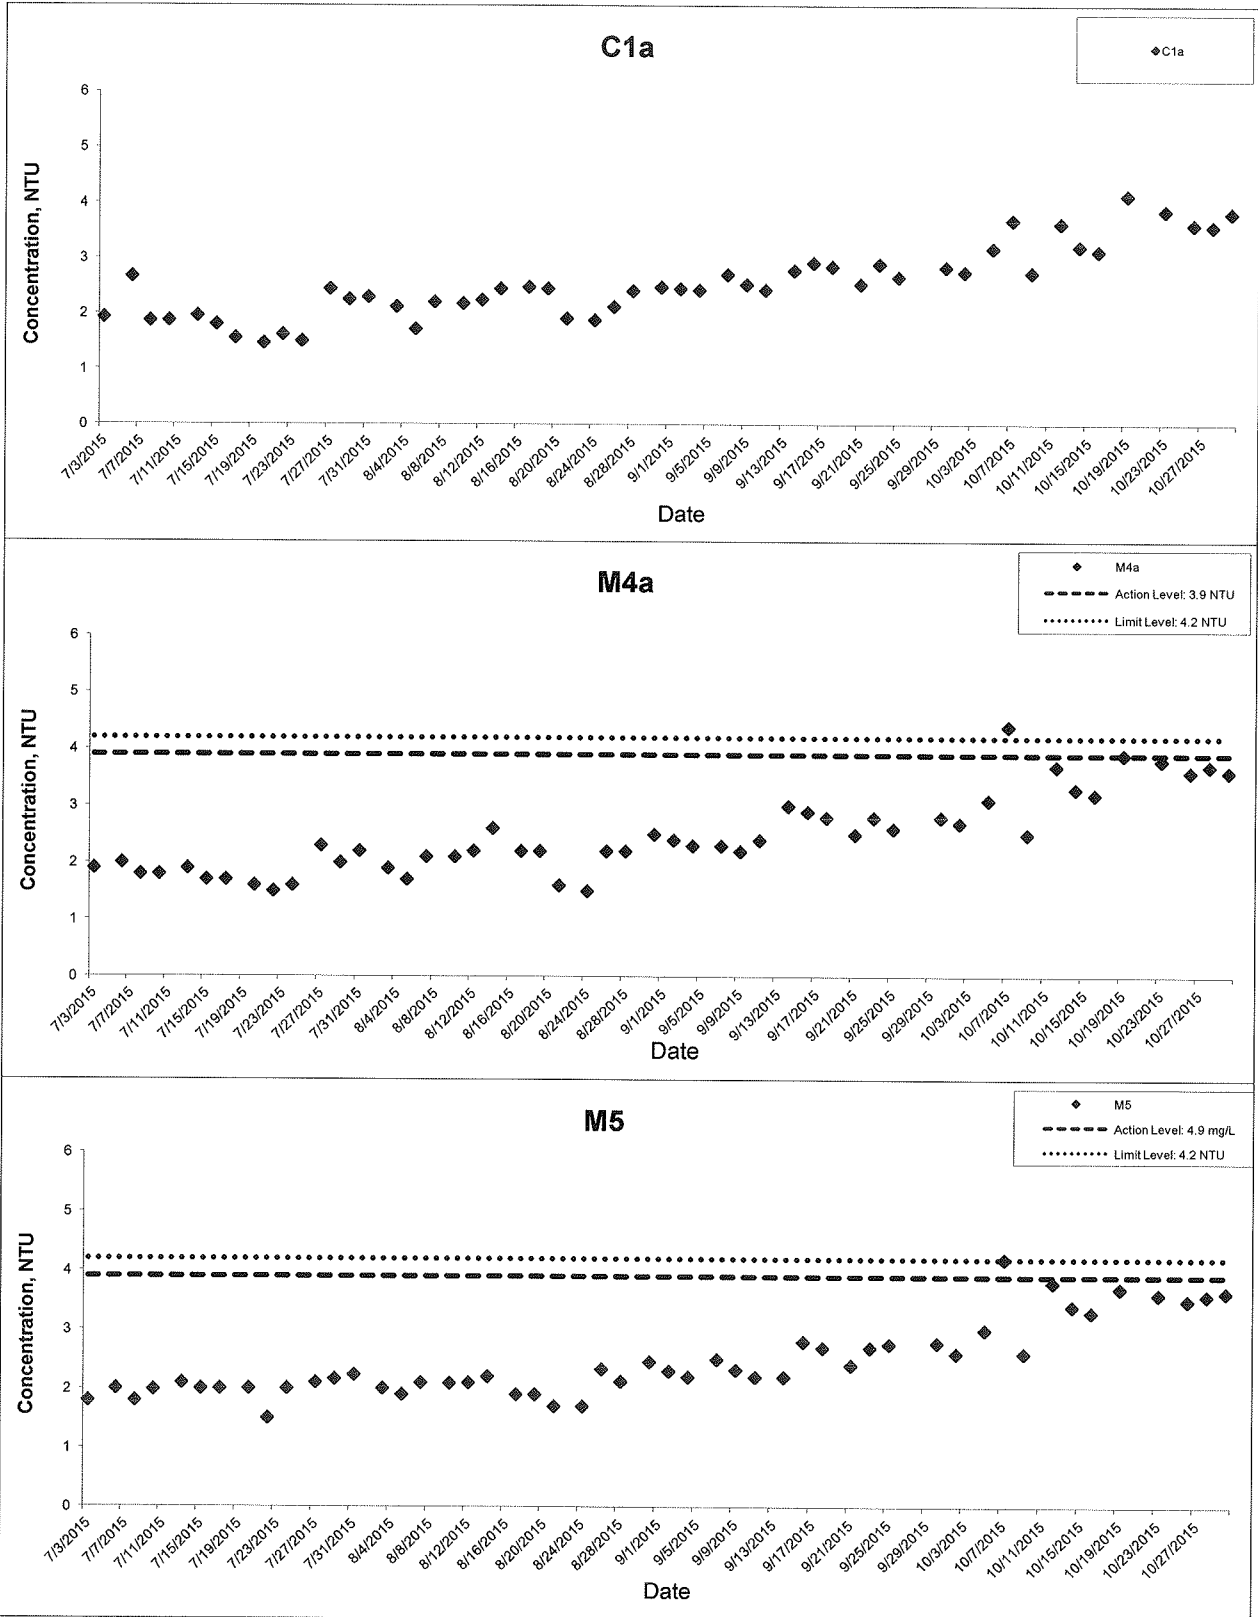 C1a
C1a
6
5
4
3
2
1
0
Concentration, NTU
7/3/2015 7/7/2015 7/11/2015 7/15/2015 7/19/2015 7/23/2015 7/27/2015 7/31/2015 8/4/2015 8/8/2015 8/12/2015 8/16/2015 8/20/2015 8/24/2015 8/28/2015 9/1/2015 9/5/2015 9/9/2015 9/13/2015 9/17/2015 9/21/2015 9/25/2015 9/29/2015 10/3/2015 10/7/2015 10/11/2015 10/15/2015 10/19/2015 10/23/2015 10/27/2015
Date
M4a
M4a
Action Level: 3.9 NTU
Limit Level: 4.2 NTU
6
5
4
3
2
1
0
Concentration, NTU
7/3/2015 7/7/2015 7/11/2015 7/15/2015 7/19/2015 7/23/2015 7/27/2015 7/31/2015 8/4/2015 8/8/2015 8/12/2015 8/16/2015 8/20/2015 8/24/2015 8/28/2015 9/1/2015 9/5/2015 9/9/2015 9/13/2015 9/17/2015 9/21/2015 9/25/2015 9/29/2015 10/3/2015 10/7/2015 10/11/2015 10/15/2015 10/19/2015 10/23/2015 10/27/2015
Date
M5
M5
Action Level: 4.9 mg/L
Limit Level: 4.2 NTU
6
5
4
3
2
1
0
Concentration, NTU
7/3/2015 7/7/2015 7/11/2015 7/15/2015 7/19/2015 7/23/2015 7/27/2015 7/31/2015 8/4/2015 8/8/2015 8/12/2015 8/16/2015 8/20/2015 8/24/2015 8/28/2015 9/1/2015 9/5/2015 9/9/2015 9/13/2015 9/17/2015 9/21/2015 9/25/2015 9/29/2015 10/3/2015 10/7/2015 10/11/2015 10/15/2015 10/19/2015 10/23/2015 10/27/2015
Date